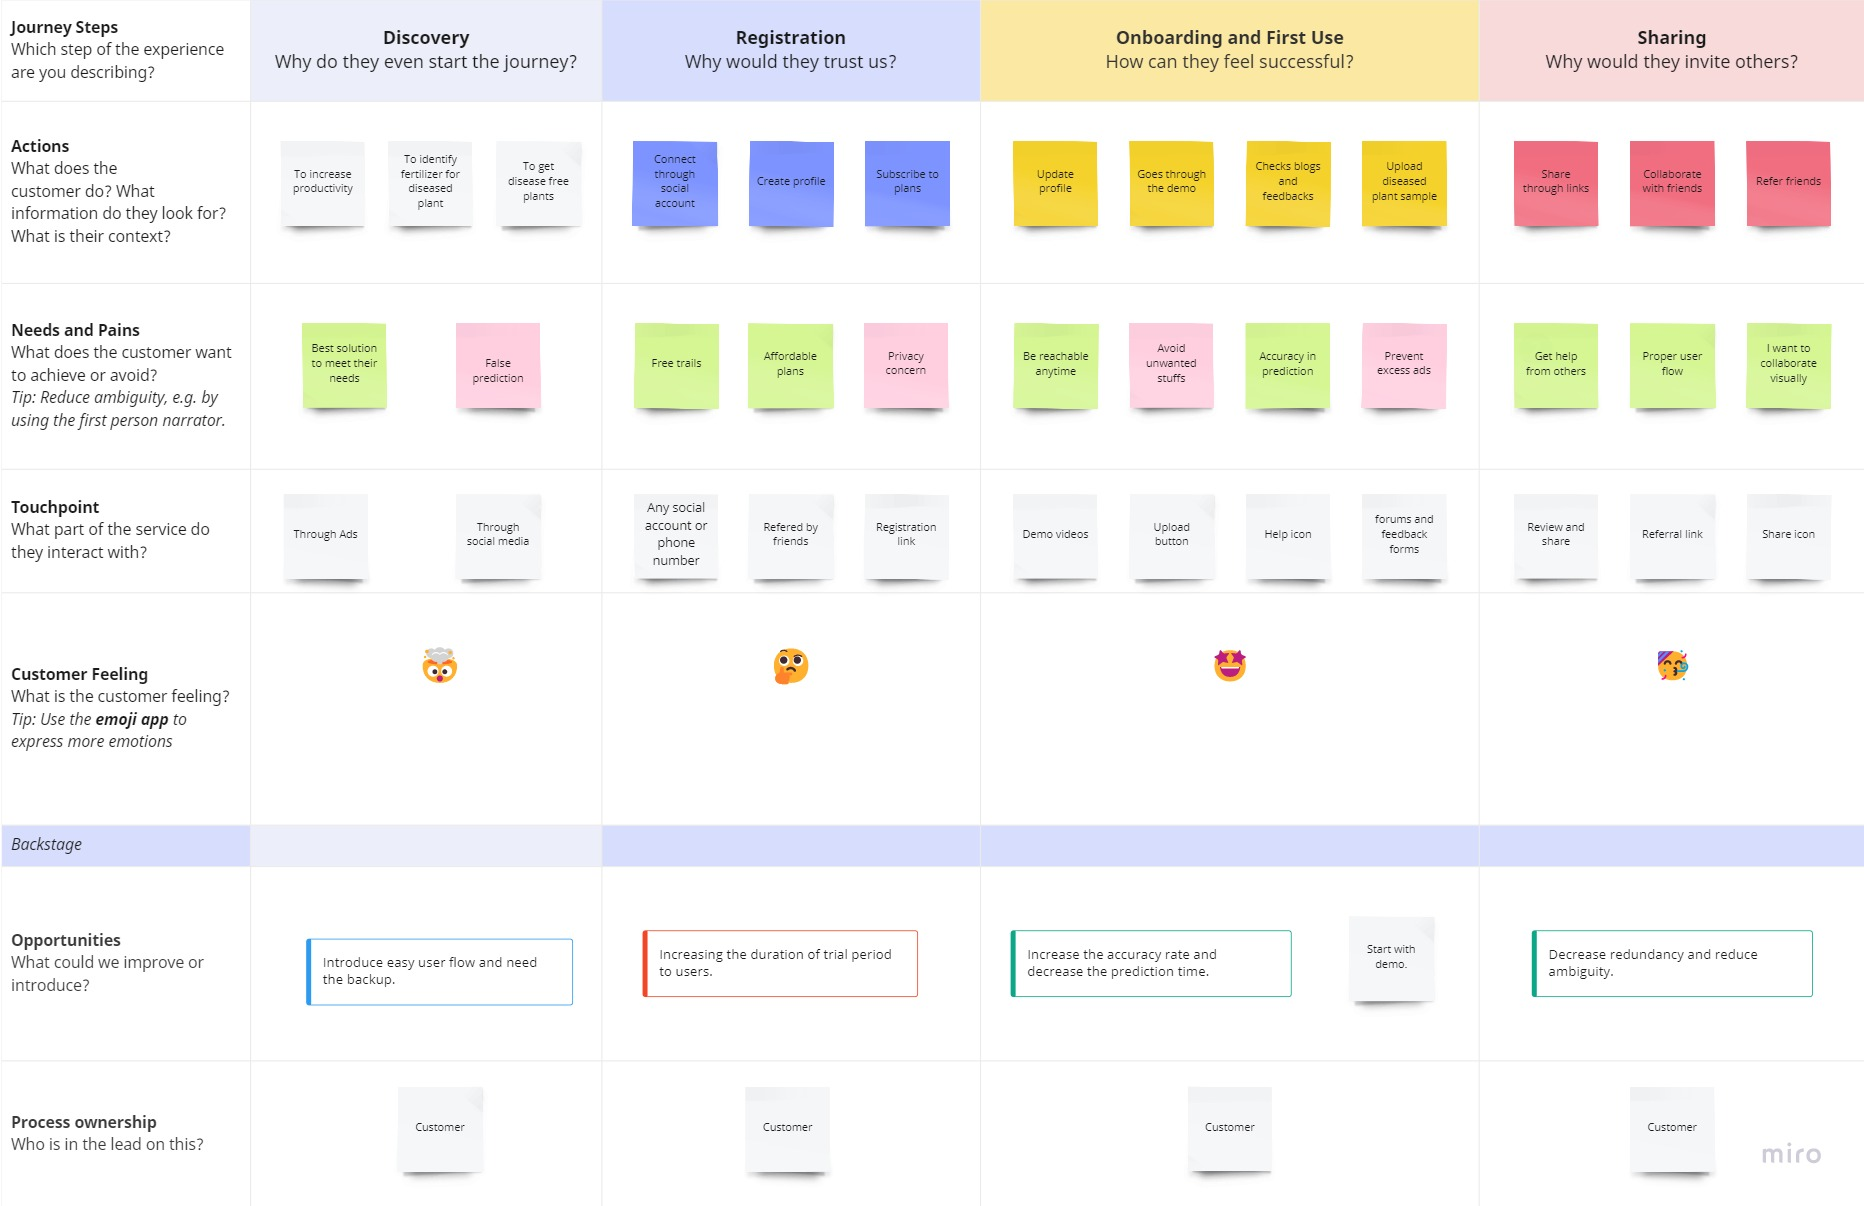 Journey Steps
Which step of the experience
are you describing?
Discovery
Why do they even start the journey?
Registration
Why would they trust us?
Onboarding and First Use
How can they feel successful?
Sharing
Why would they invite others?
Actions
What does the
customer do? What
information do they look for?
What is their context?
To increase
productivity
To identify
fertilizer for
diseased
plant
To get
disease free
plants
Connect
through
social
account
Create profile
Subscribe to
plans
Update
profile
Goes through
the demo
Checks blogs
and
feedbacks
Upload
diseased
plant sample
Share
through links
Collaborate
with friends
Refer friends
Needs and Pains
What does the customer want
to achieve or avoid?
Tip: Reduce ambiguity, e.g. by
using the first person narrator.
Best solution
to meet their
needs
False
prediction
Free trails
Affordable
plans
Privacy
concern
Be reachable
anytime
Avoid
unwanted
stuffs
Accuracy in
prediction
Prevent
excess ads
Get help
from others
Proper user
flow
I want to
collaborate
visually
Touchpoint
What part of the service do
they interact with?
Through Ads
Through
social media
Any social
account or
phone
number
Refered by
friends
Registration
link
Demo videos
Upload
button
Help icon
forums and
feedback
forms
Review and
share
Referral link
Share icon
Customer Feeling
What is the customer feeling?
Tip: Use the emoji app to
express more emotions
Backstage
Opportunities
What could we improve or
introduce?
Introduce easy user flow and need
the backup.
Increasing the duration of trial period
to users.
Increase the accuracy rate and
decrease the prediction time.
Start with
demo.
Decrease redundancy and reduce
ambiguity.
Process ownership
Who is in the lead on this?
Customer
Customer
Customer
Customer
miro